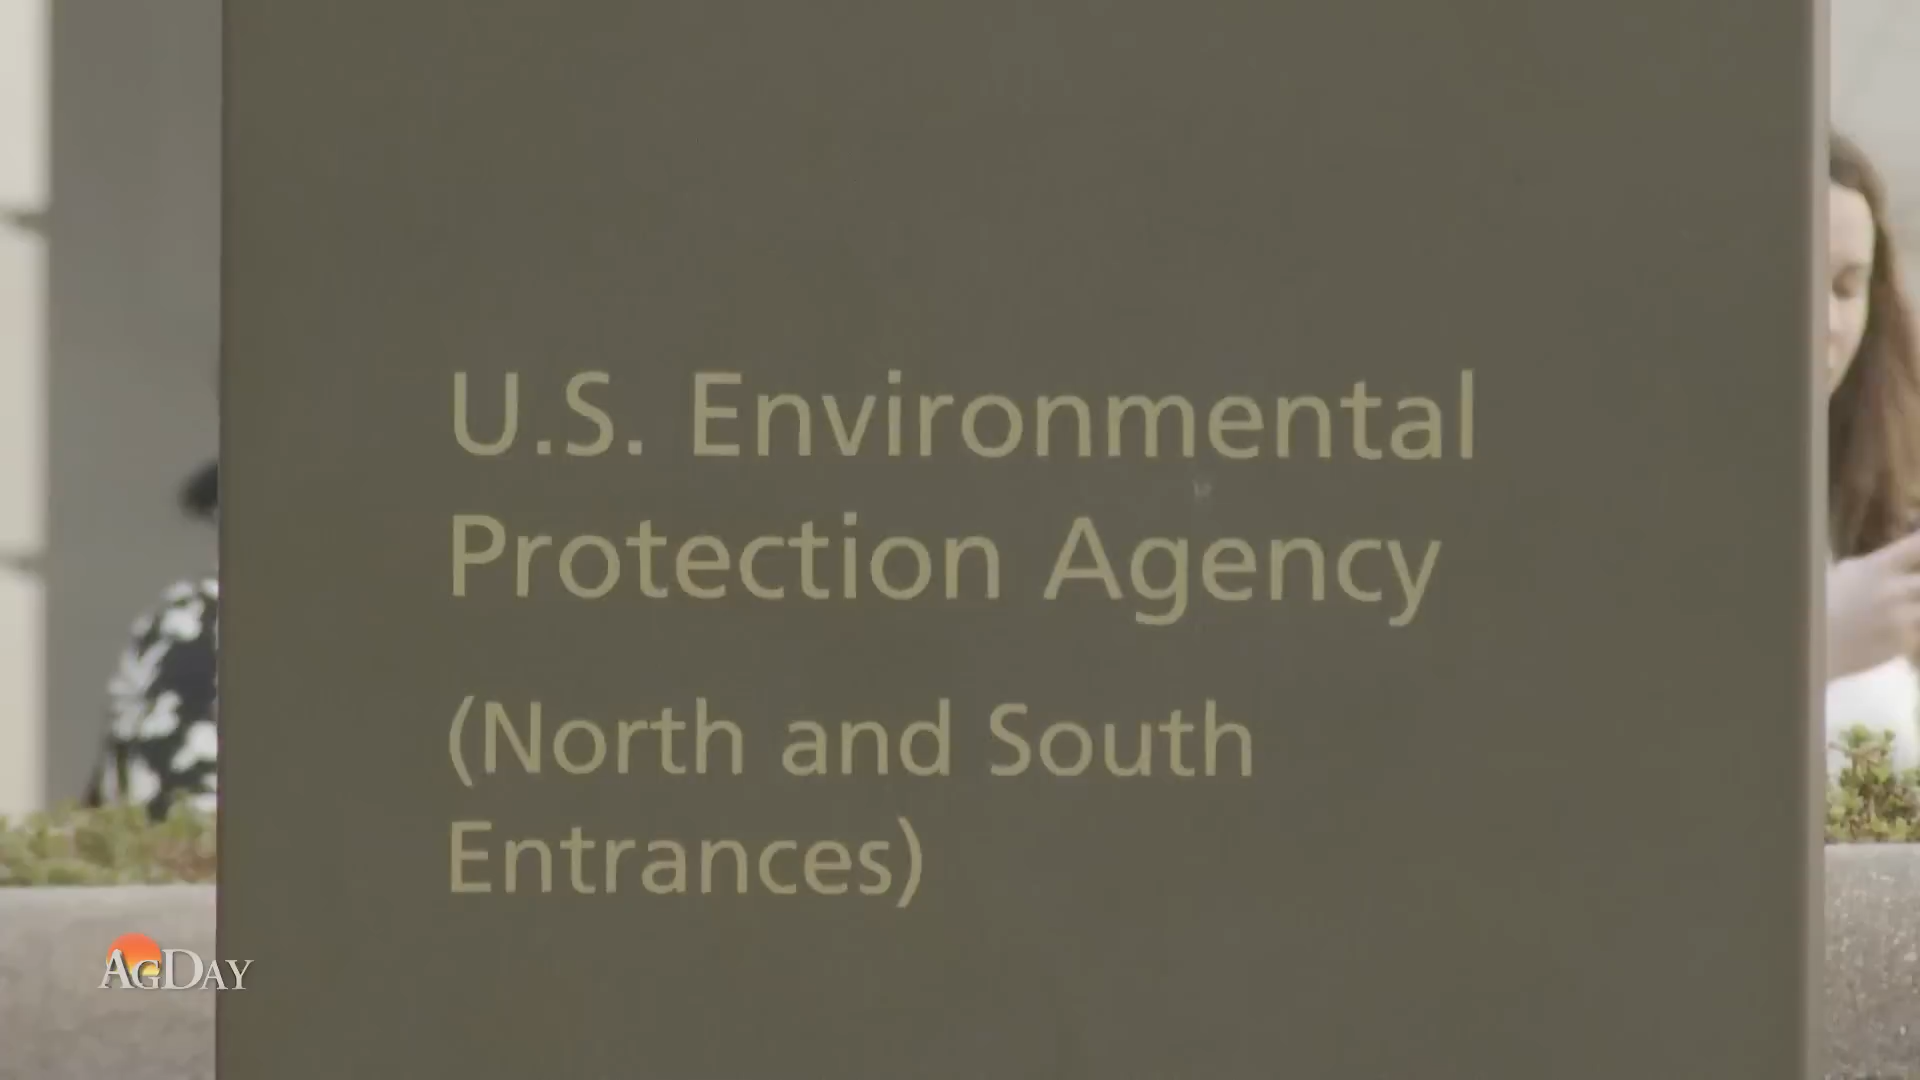 U.S. Environmental
Protection Agency
(North and South
Entrances)
AGDAY